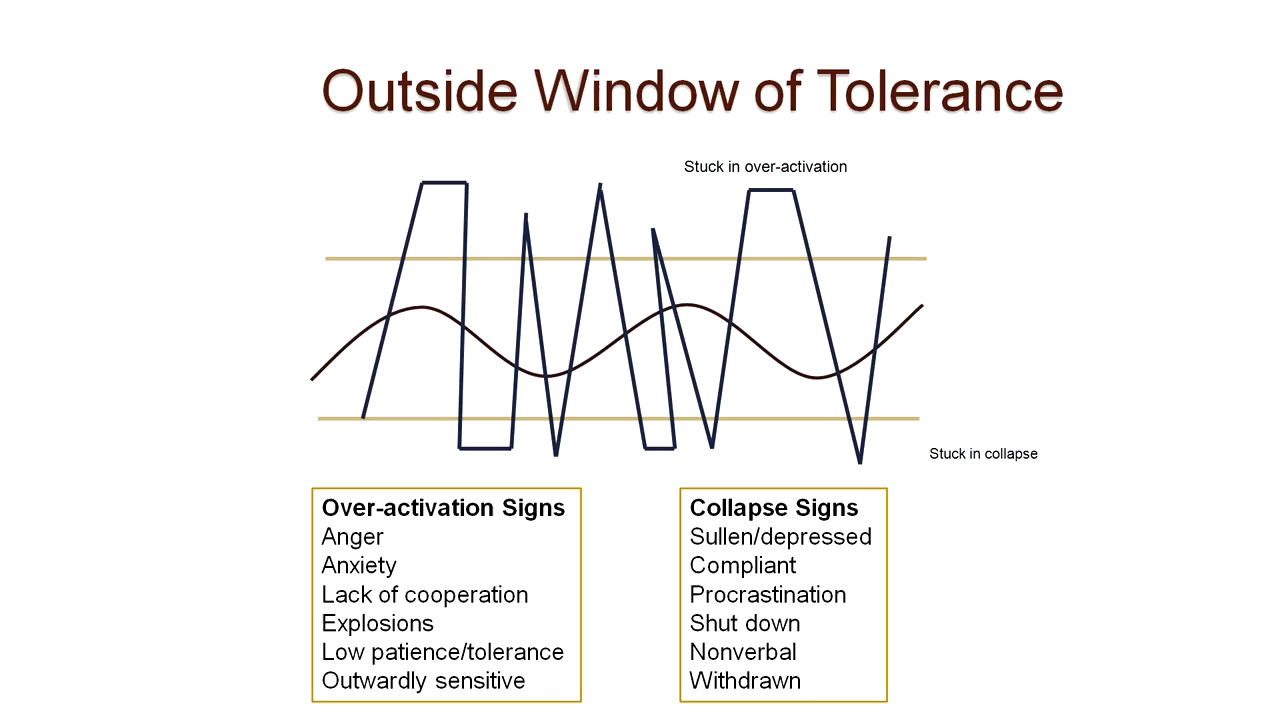 Outside Window of Tolerance
Stuck in over-activation
Stuck in collapse
Over-activation Signs
Anger
Anxiety
Lack of cooperation
Explosions
Low patience/tolerance
Outwardly sensitive
Collapse Signs
Sullen/depressed
Compliant
Procrastination
Shut down
Nonverbal
Withdrawn